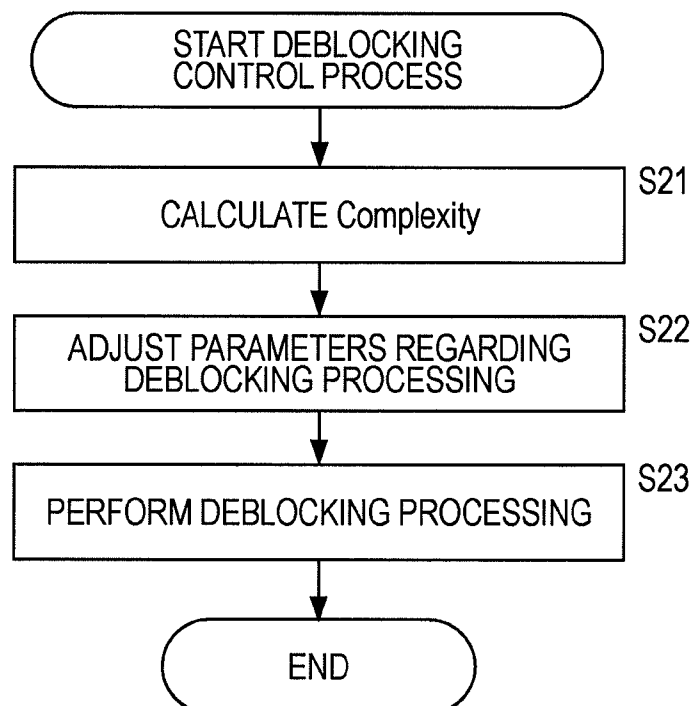 START DEBLOCKING
CONTROL PROCESS
S21
CALCULATE Complexity
S22
ADJUST PARAMETERS REGARDING
DEBLOCKING PROCESSING
S23
PERFORM DEBLOCKING PROCESSING
END